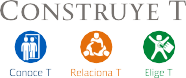 CONSTRUYE T
Conoce T
Relaciona T
Elige T